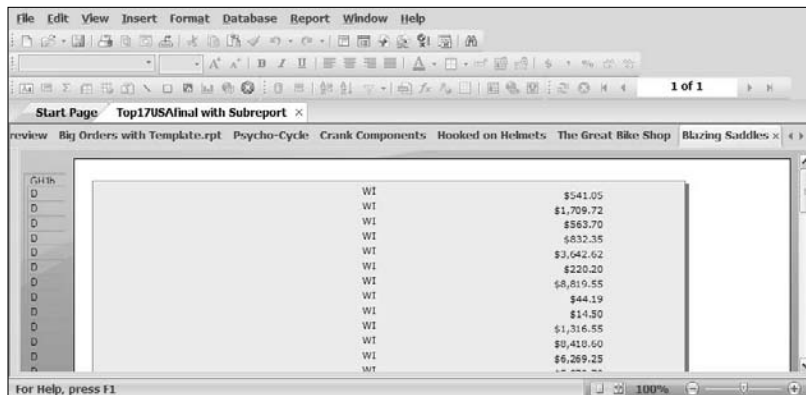 File Edit View Insert Format Database Report Window Help
1 of 1
Start Page Top17USAfinal with Subreport ×
review Big Orders with Template.rpt Psycho-Cycle Crank Components Hooked on Helmets The Great Bike Shop Blazing Saddles ×
GH1b
D WI $541.05
D WI $1,709.72
D WI $563.70
D WI $832.35
D WI $3,642.62
D WI $220.20
D WI $8,819.55
D WI $44.19
D WI $14.50
D WI $1,316.55
D WI $8,418.60
D WI $6,269.25
D WI
For Help, press F1 100%